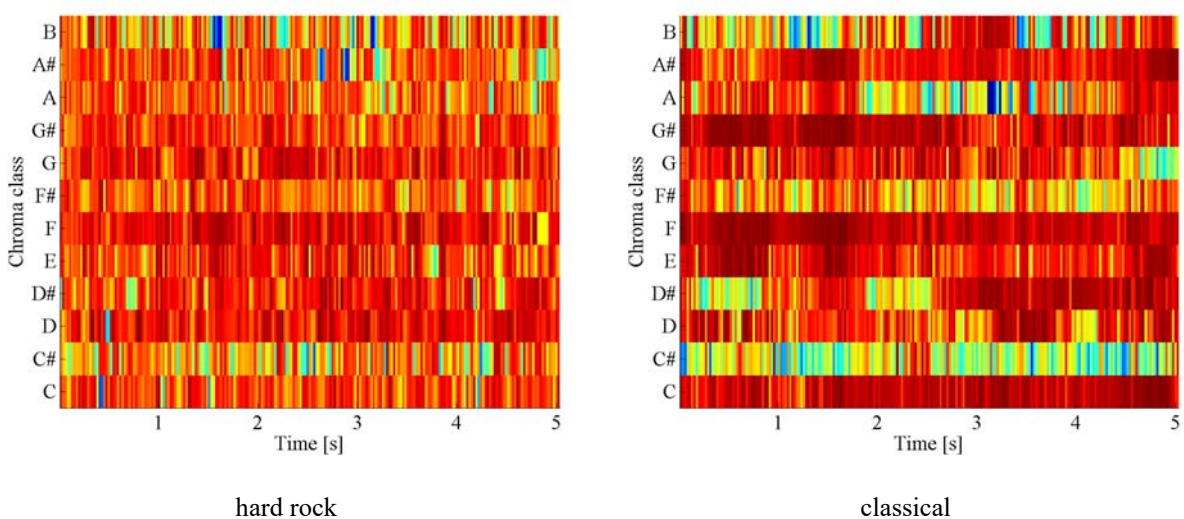 Chroma class
B
A#
A
G#
G
F#
F
E
D#
D
C#
C
1 2 3 4 5
Time [s]
hard rock
Chroma class
B
A#
A
G#
G
F#
F
E
D#
D
C#
C
1 2 3 4 5
Time [s]
classical